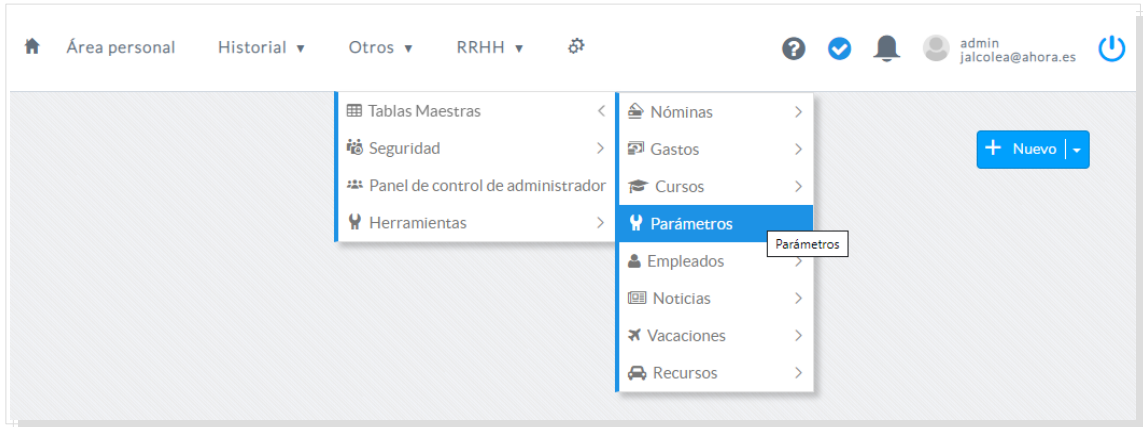 Área personal
Historial
Otros
RRHH
admin
jalcolea@ahora.es
Nuevo
Tablas Maestras
Seguridad
Panel de control de administrador
Herramientas
Nóminas
Gastos
Cursos
Parámetros
Parámetros
Empleados
Noticias
Vacaciones
Recursos